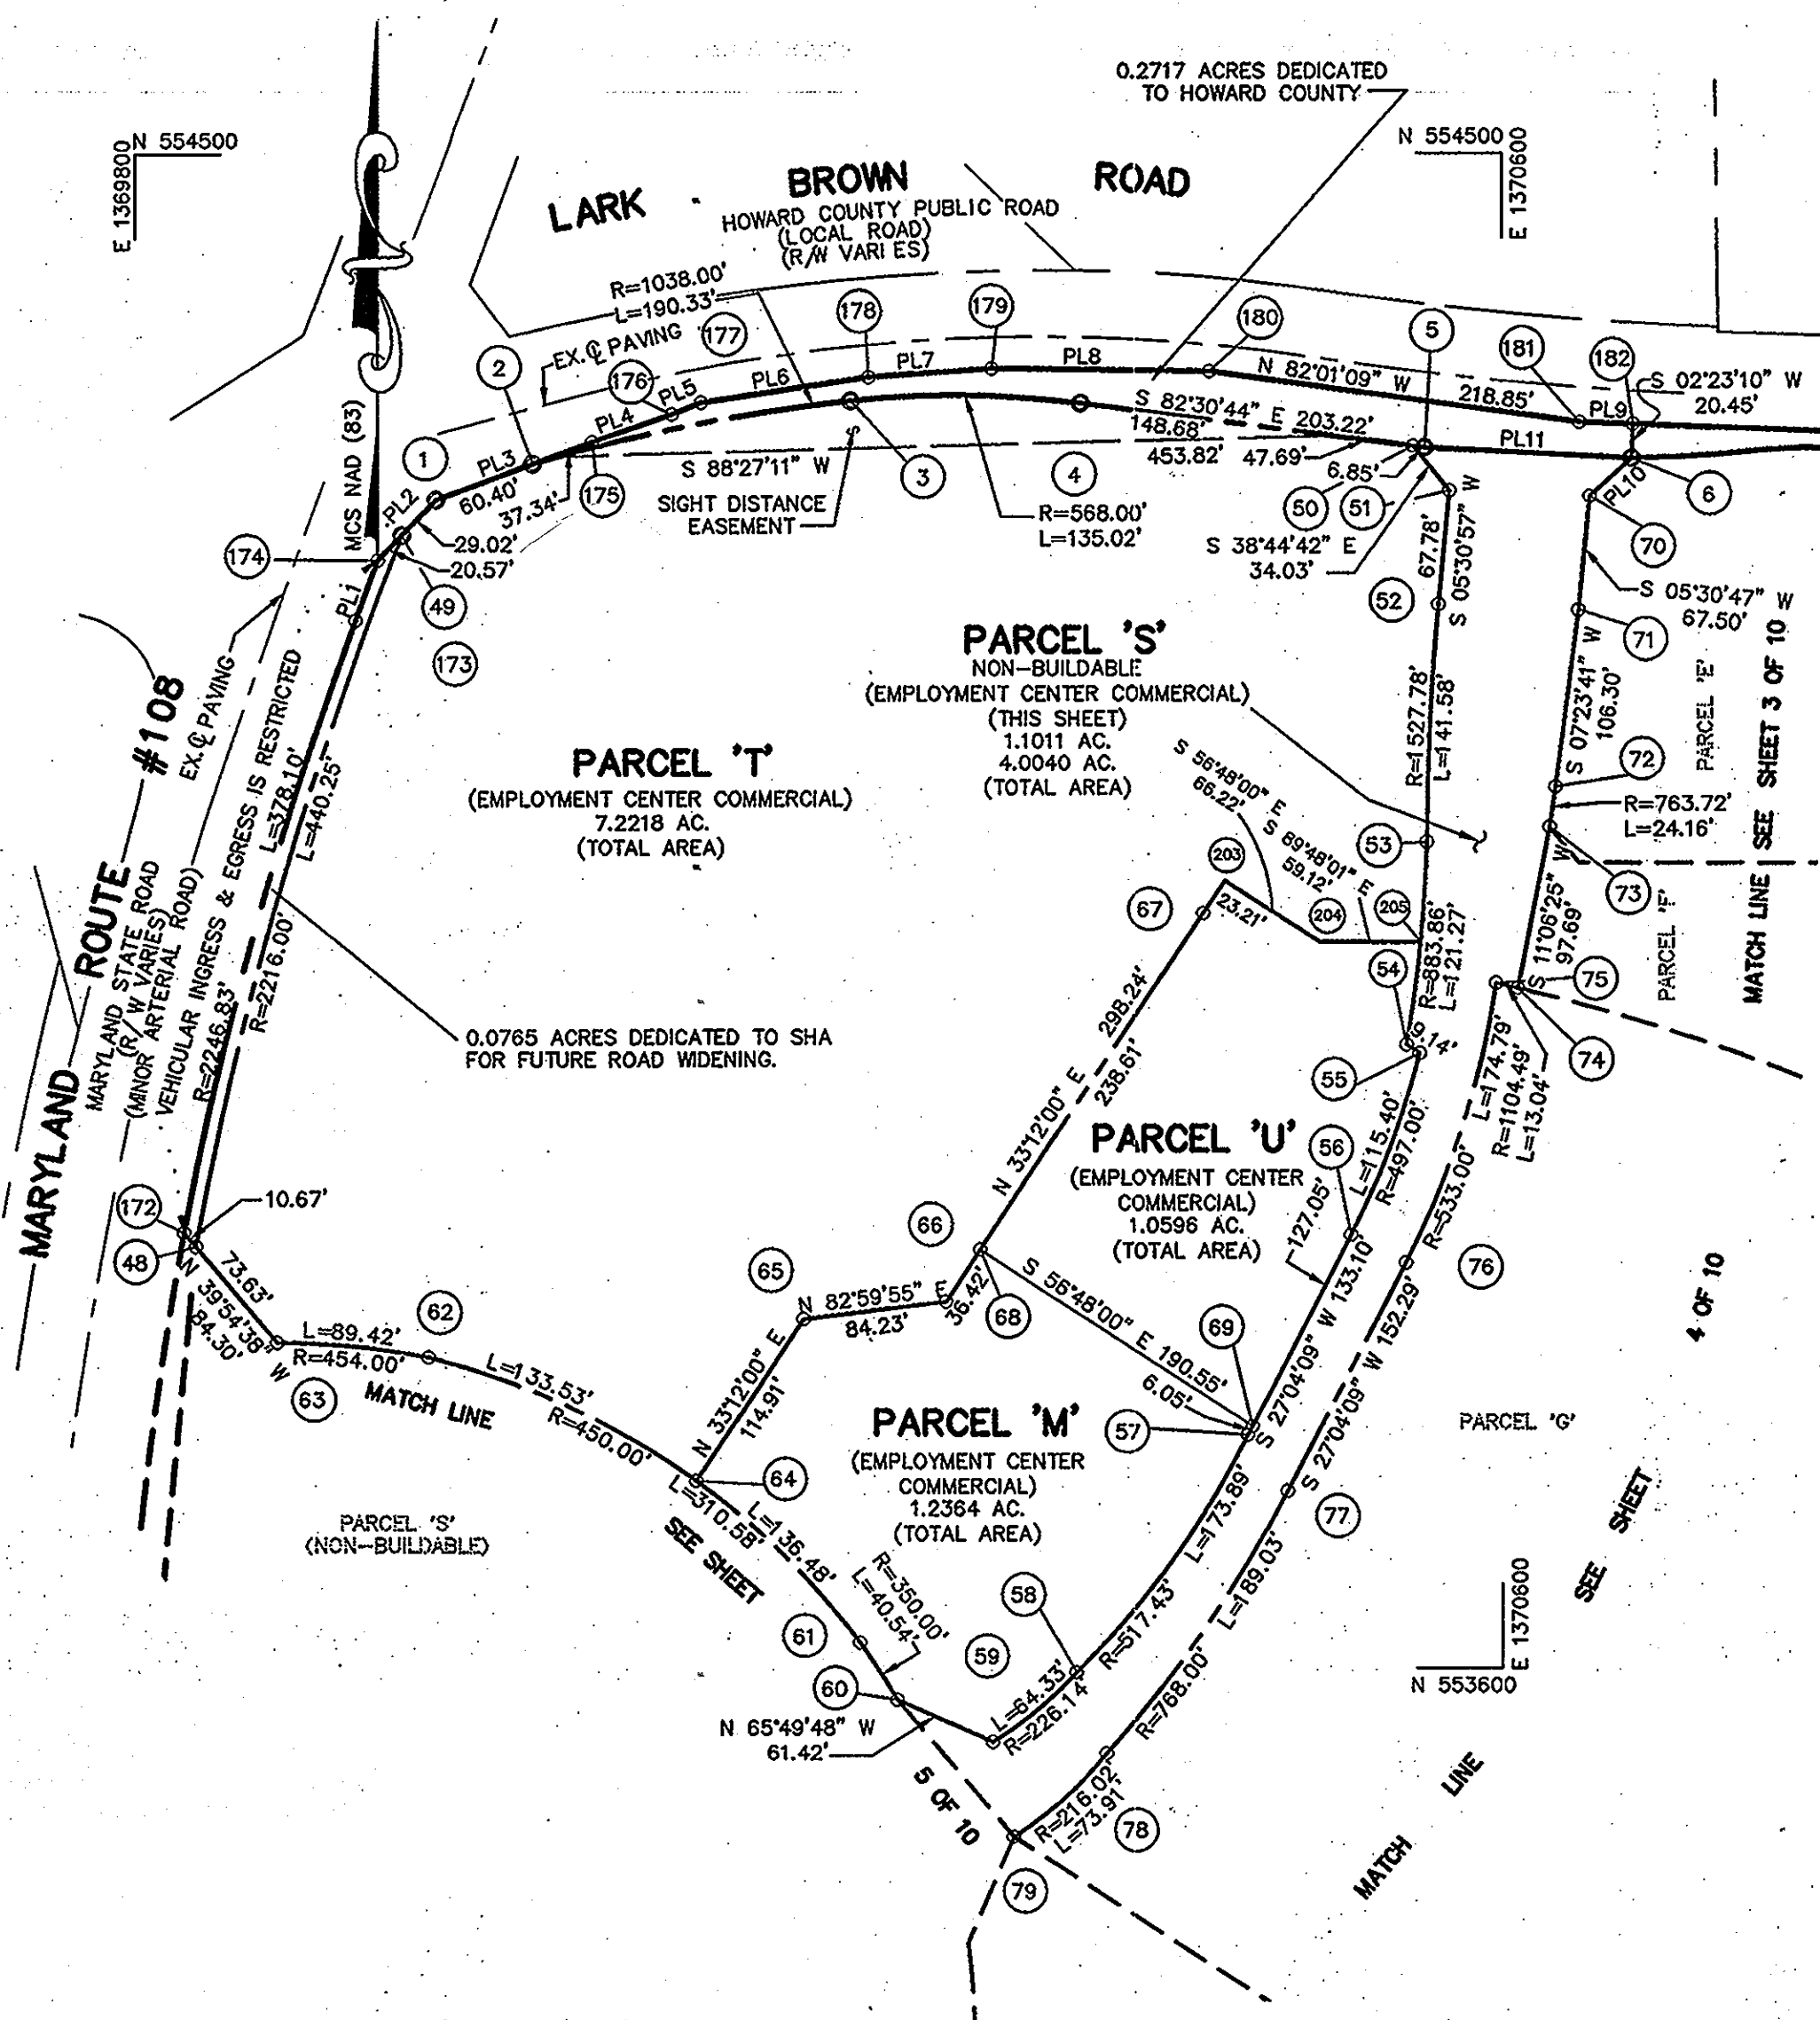 0.2717 ACRES DEDICATED
TO HOWARD COUNTY
N 554500
E 1369800
N 554500
E 1370600
LARK BROWN ROAD
HOWARD COUNTY PUBLIC ROAD
(LOCAL ROAD)
(R/W VARI ES)
R=1038.00'
L=190.33'
EX. ℄ PAVING
177
178
179
180
5
181
182
2
176
PL5
PL6
PL7
PL8
N 82°01'09" W
218.85'
PL9
S 02°23'10" W
20.45'
MCS NAD (83)
1
PL2
PL3
60.40'
PL4
37.34'
175
S 88°27'11" W
453.82'
S 82°30'44" E 203.22'
148.68'
47.69'
6.85'
PL11
PL10
6
SIGHT DISTANCE
EASEMENT
3
4
R=568.00'
L=135.02'
50
51
S 38°44'42" E
34.03'
67.78'
S 05°30'57" W
70
174
29.02'
20.57'
PL1
49
173
52
S 05°30'47" W
67.50'
71
PARCEL 'S'
NON-BUILDABLE
(EMPLOYMENT CENTER COMMERCIAL)
(THIS SHEET)
1.1011 AC.
4.0040 AC.
(TOTAL AREA)
R=1527.78'
L=141.58'
S 07°23'41" W
106.30'
PARCEL 'E'
MATCH LINE SEE SHEET 3 OF 10
72
R=763.72'
L=24.16'
73
MARYLAND ROUTE #108
MARYLAND STATE ROAD
(R/W VARIES)
(MINOR ARTERIAL ROAD)
VEHICULAR INGRESS & EGRESS IS RESTRICTED
EX. ℄ PAVING
L=378.10'
L=440.25'
R=2246.83'
R=2216.00'
PARCEL 'T'
(EMPLOYMENT CENTER COMMERCIAL)
7.2218 AC.
(TOTAL AREA)
S 56°48'00" E
66.22'
S 89°48'01" E
59.12'
53
203
204
205
67
23.21'
54
R=883.86'
L=121.27'
S 11°06'25" W
97.69'
PARCEL 'F'
75
74
0.0765 ACRES DEDICATED TO SHA
FOR FUTURE ROAD WIDENING.
298.24'
N 33°12'00" E
238.61'
9.14'
55
L=174.79'
R=1104.49'
L=13.04'
PARCEL 'U'
(EMPLOYMENT CENTER
COMMERCIAL)
1.0596 AC.
(TOTAL AREA)
56
L=115.40'
R=497.00'
127.05'
R=533.00'
76
172
48
10.67'
73.63'
N 39°54'38" W
84.30'
62
L=89.42'
R=454.00'
63
MATCH LINE
L=133.53'
R=450.00'
65
66
N 82°59'55" E
84.23'
36.42'
68
S 56°48'00" E 190.55'
6.05'
69
S 27°04'09" W 133.10'
S 27°04'09" W 152.29'
N 33°12'00" E
114.91'
PARCEL 'M'
(EMPLOYMENT CENTER
COMMERCIAL)
1.2364 AC.
(TOTAL AREA)
57
77
PARCEL 'G'
4 OF 10
64
L=310.58'
L=136.48'
PARCEL 'S'
(NON-BUILDABLE)
SEE SHEET
R=350.00'
L=40.54'
L=173.89'
R=517.43'
L=189.03'
R=768.00'
SEE SHEET
58
59
61
60
N 65°49'48" W
61.42'
L=64.33'
R=226.14'
E 1370600
N 553600
5 OF 10
R=216.02'
L=73.91'
78
79
MATCH LINE